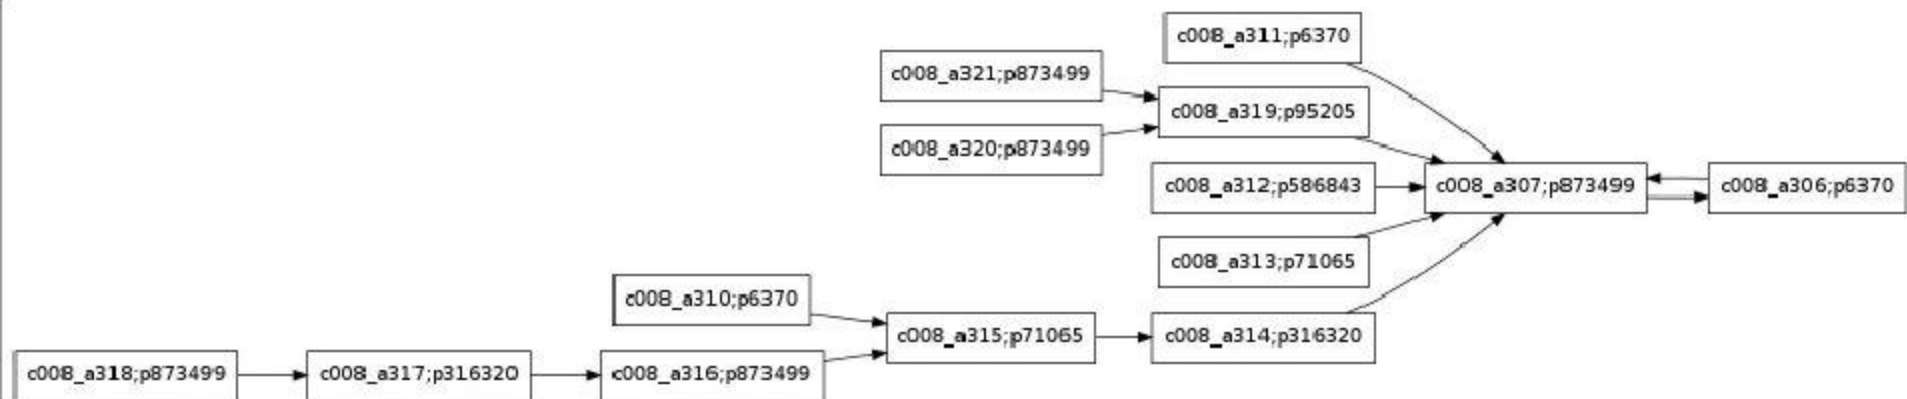 c008_a311;p6370
c008_a321;p873499
c008_a319;p95205
c008_a320;p873499
c008_a312;p586843
c008_a307;p873499
c008_a306;p6370
c008_a313;p71065
c008_a310;p6370
c008_a315;p71065
c008_a314;p316320
c008_a318;p873499
c008_a317;p316320
c008_a316;p873499